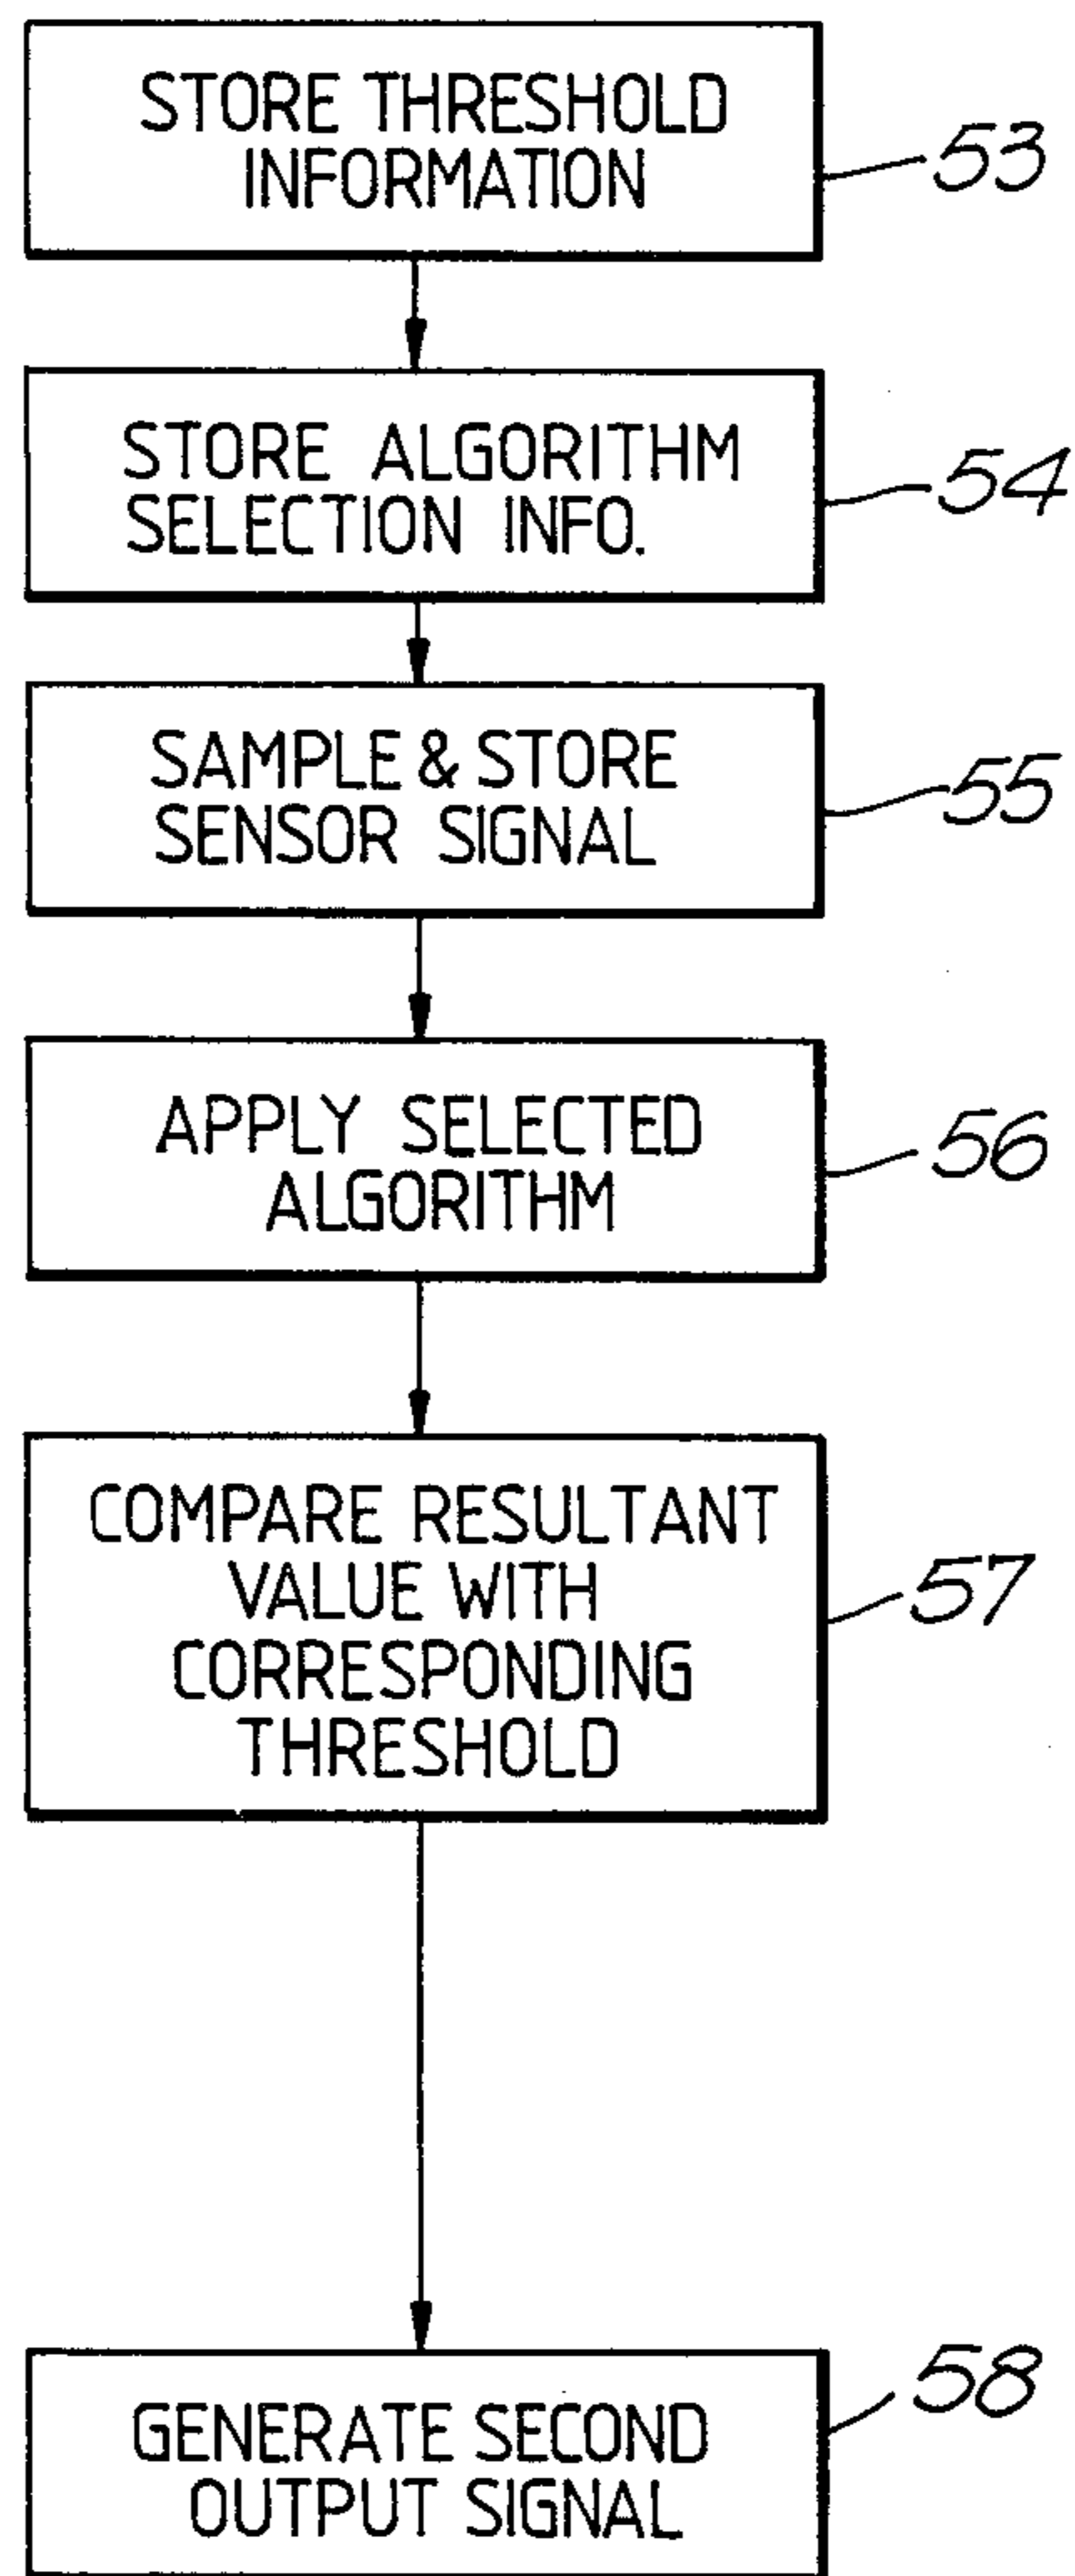 STORE THRESHOLD
INFORMATION
53
STORE ALGORITHM
SELECTION INFO.
54
SAMPLE & STORE
SENSOR SIGNAL
55
APPLY SELECTED
ALGORITHM
56
COMPARE RESULTANT
VALUE WITH
CORRESPONDING
THRESHOLD
57
GENERATE SECOND
OUTPUT SIGNAL
58